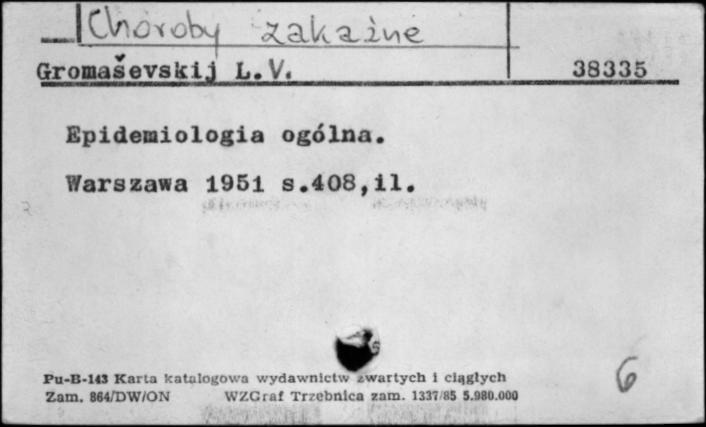 Choroby zakaźne
Gromaševskij L.V. 38335
Epidemiologia ogólna.
Warszawa 1951 s.408,il.
Pu-B-143 Karta katalogowa wydawnictw zwartych i ciągłych
Zam. 864/DW/ON WZGraf Trzebnica zam. 1337/85 5.980.000
6